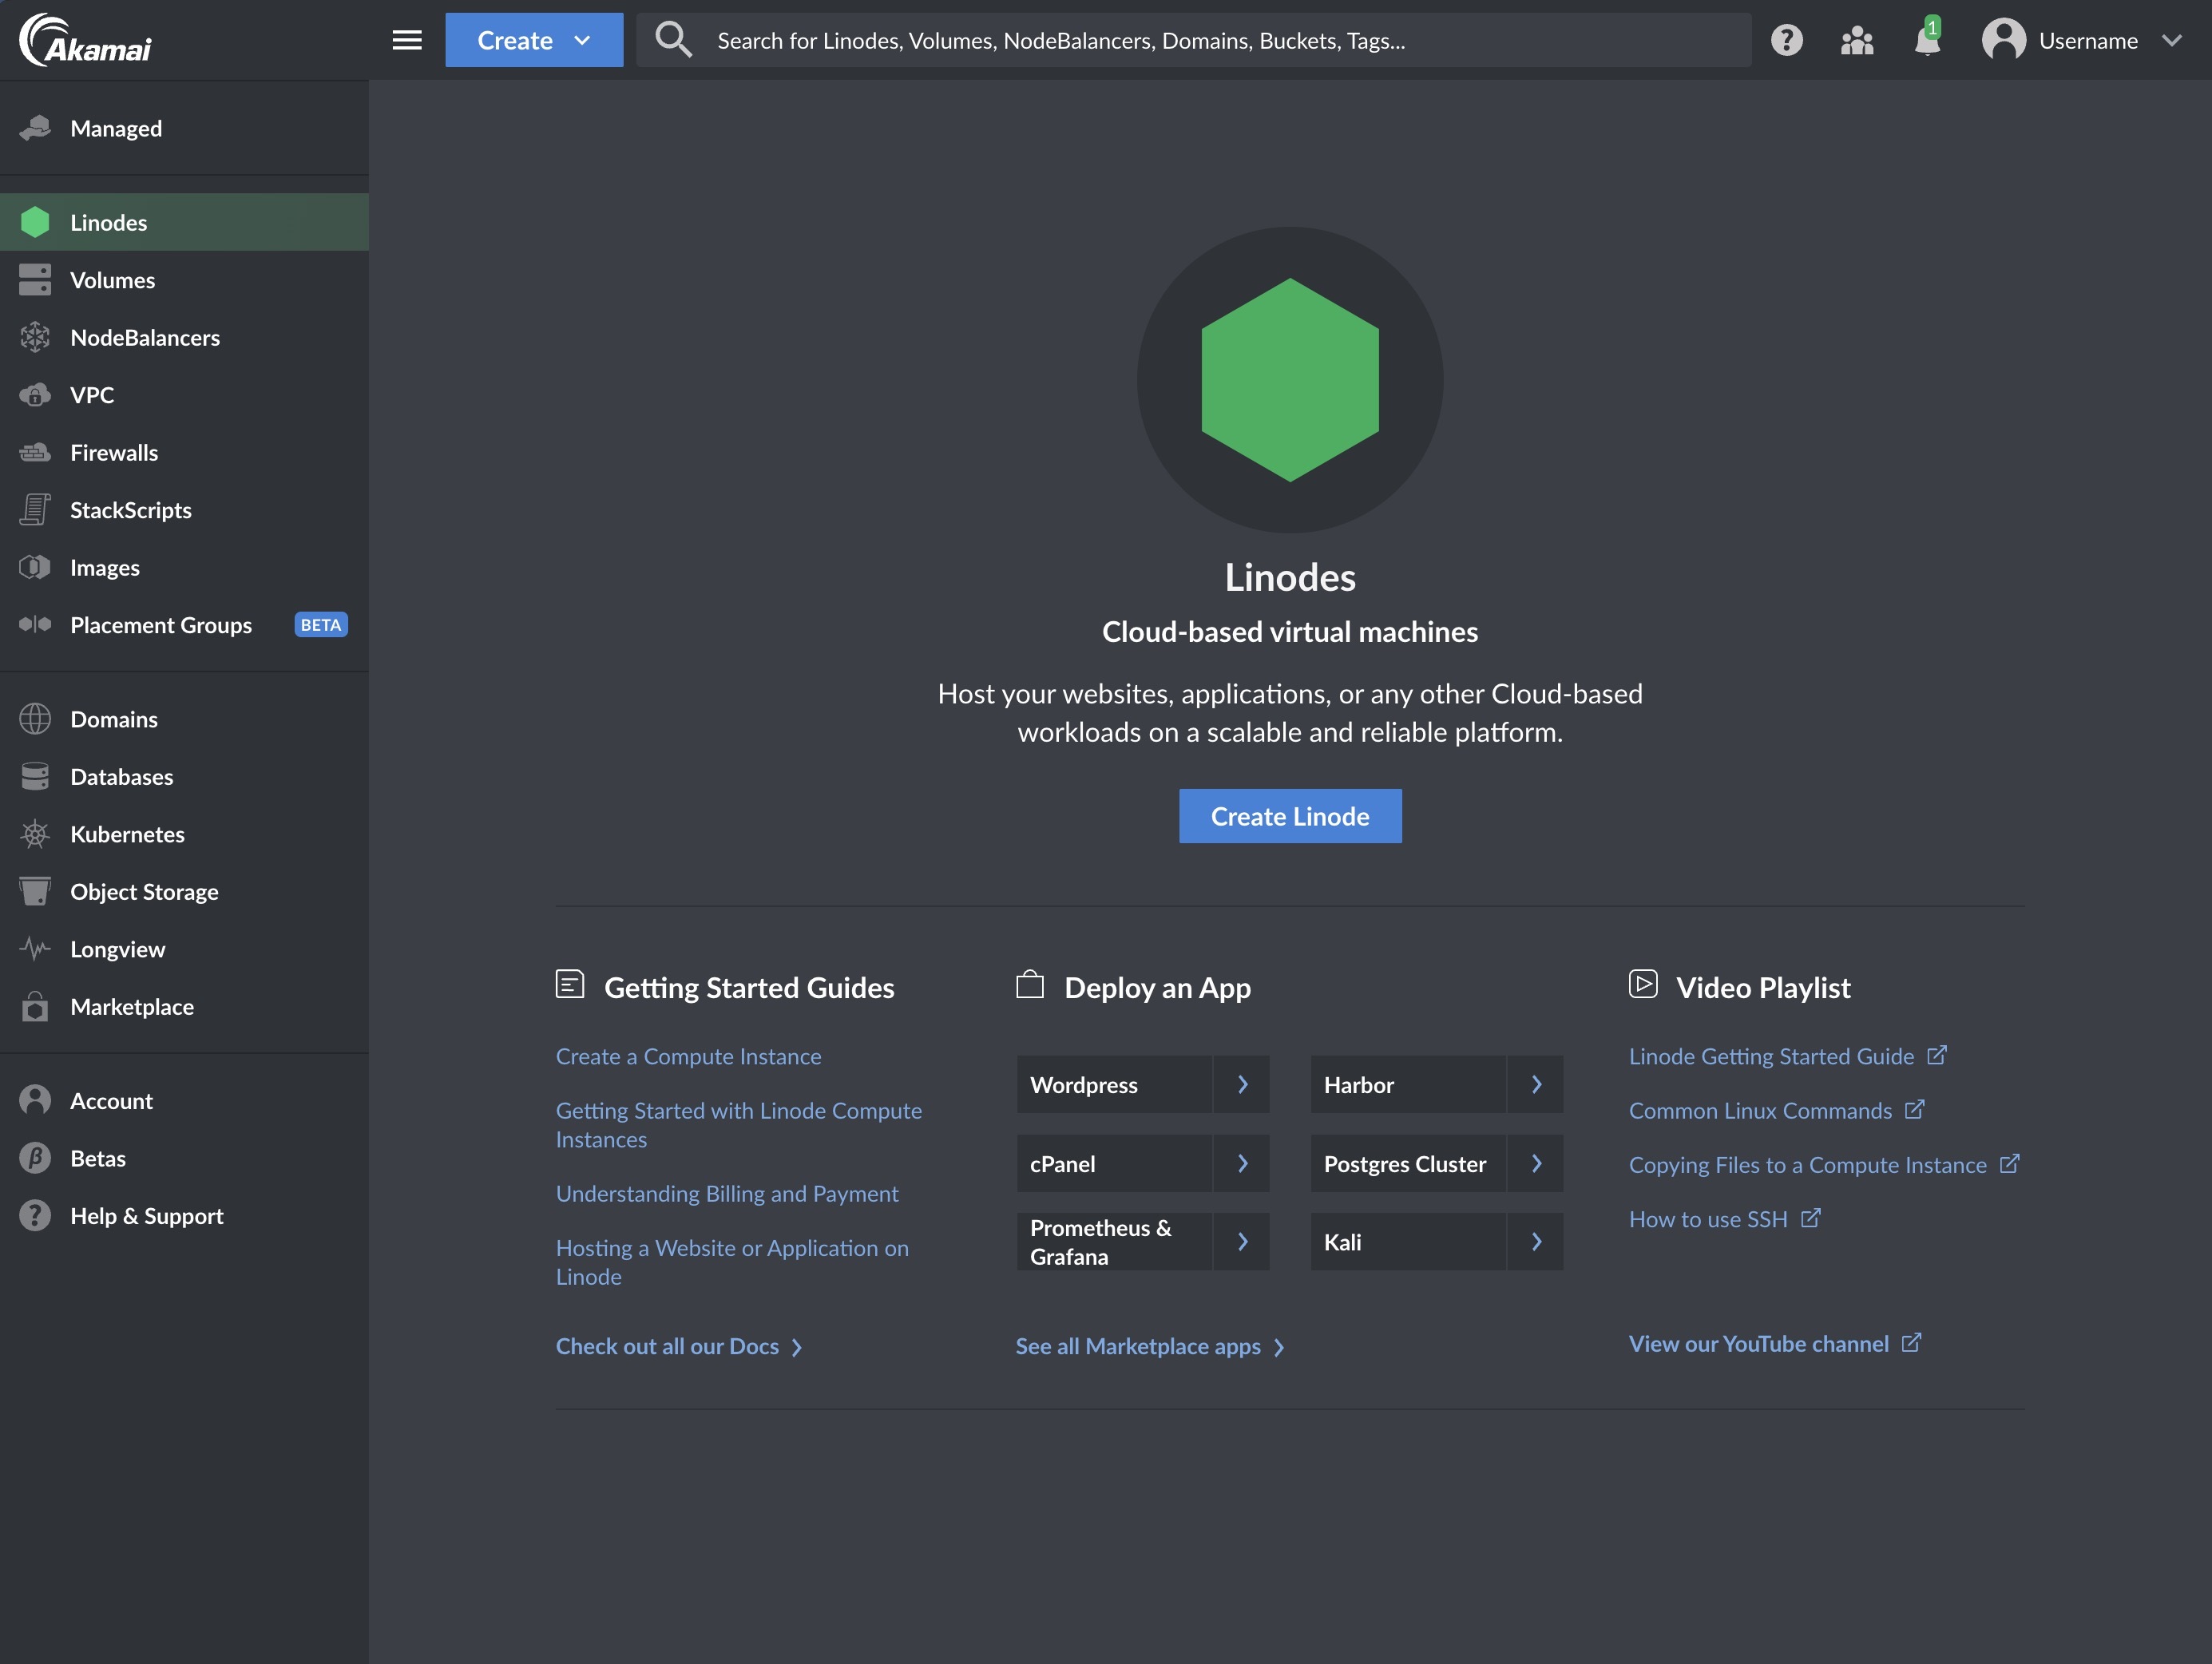 Akamai
Create
Search for Linodes, Volumes, NodeBalancers, Domains, Buckets, Tags...
?
1
Username
Managed
Linodes
Volumes
NodeBalancers
VPC
Firewalls
StackScripts
Images
Placement Groups BETA
Domains
Databases
Kubernetes
Object Storage
Longview
Marketplace
Account
β Betas
? Help & Support
Linodes
Cloud-based virtual machines
Host your websites, applications, or any other Cloud-based
workloads on a scalable and reliable platform.
Create Linode
Getting Started Guides
Create a Compute Instance
Getting Started with Linode Compute
Instances
Understanding Billing and Payment
Hosting a Website or Application on
Linode
Check out all our Docs
Deploy an App
Wordpress
Harbor
cPanel
Postgres Cluster
Prometheus &
Grafana
Kali
See all Marketplace apps
Video Playlist
Linode Getting Started Guide
Common Linux Commands
Copying Files to a Compute Instance
How to use SSH
View our YouTube channel